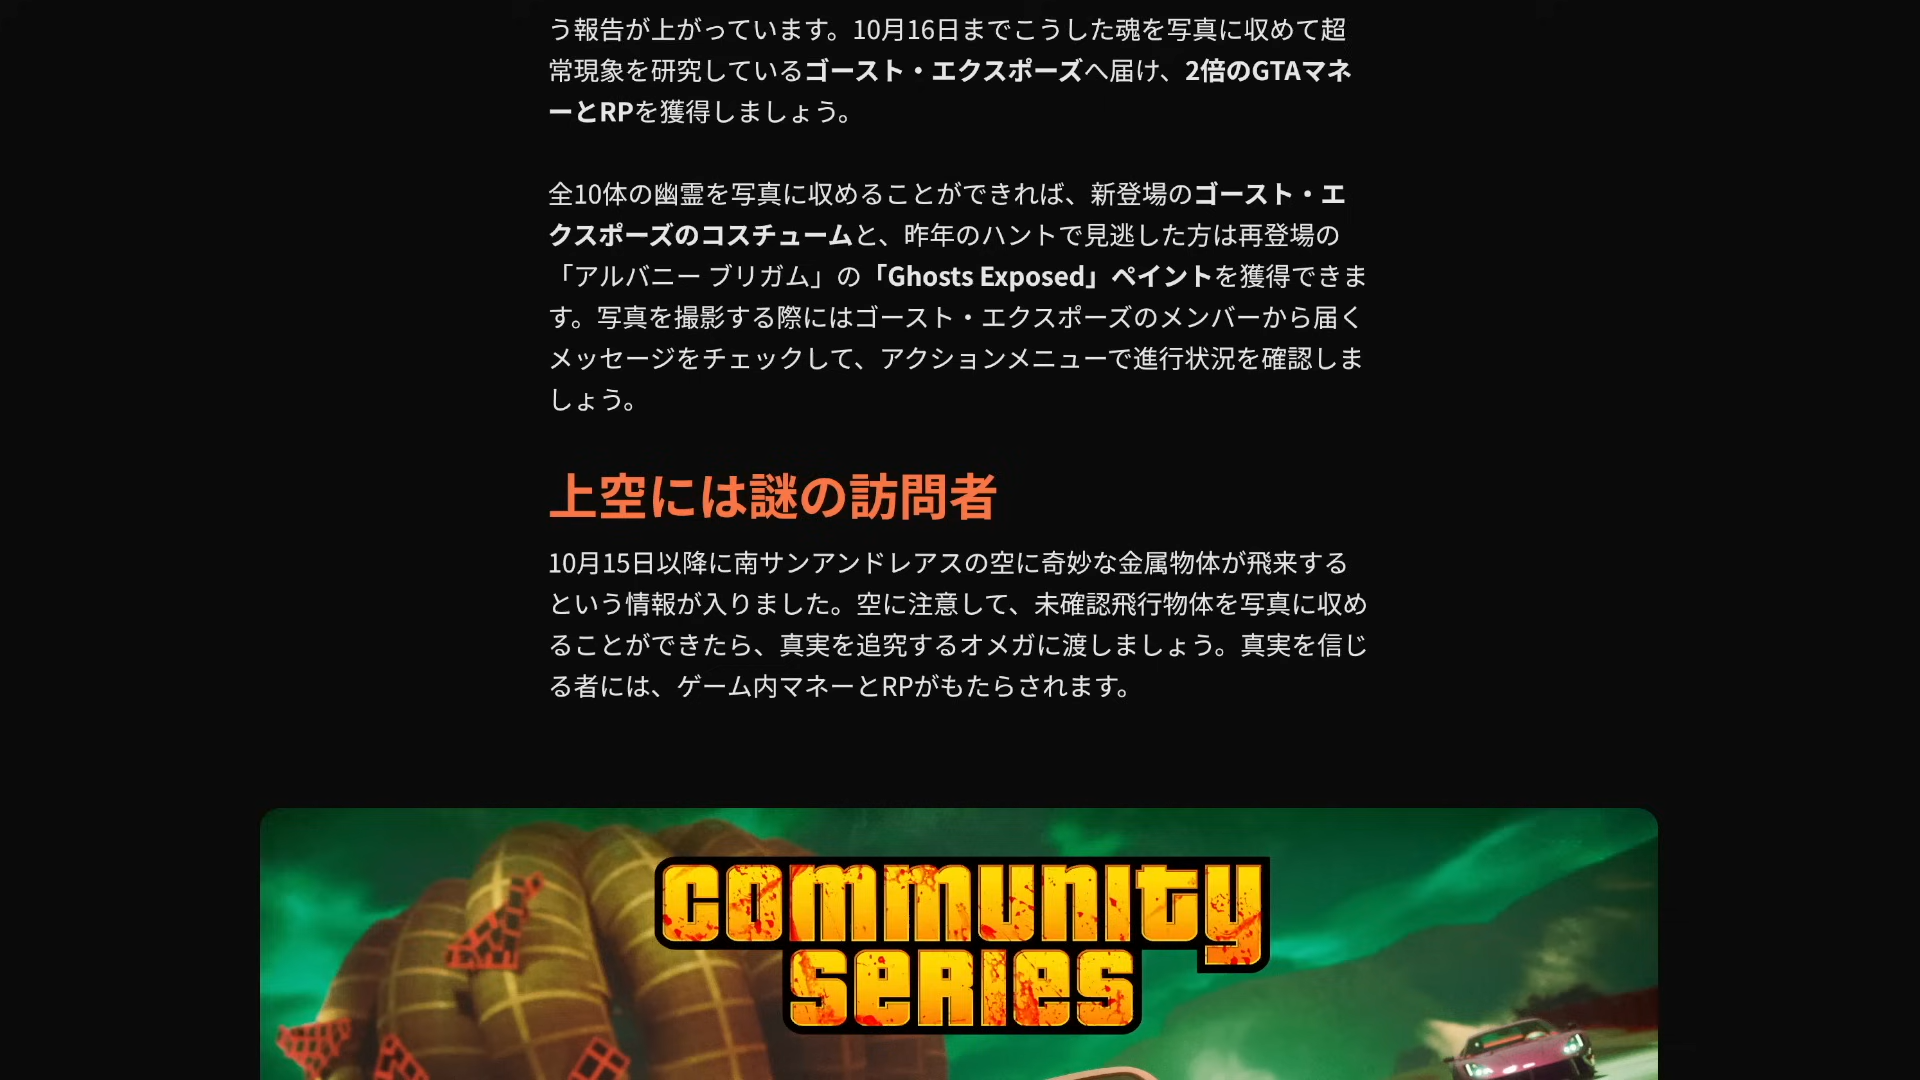 う報告が上がっています。10月16日までこうした魂を写真に収めて超
常現象を研究しているゴースト・エクスポーズへ届け、2倍のGTAマネ
ーとRPを獲得しましょう。
全10体の幽霊を写真に収めることができれば、新登場のゴースト・エ
クスポーズのコスチュームと、昨年のハントで見逃した方は再登場の
「アルバニー ブリガム」の「Ghosts Exposed」ペイントを獲得できま
す。写真を撮影する際にはゴースト・エクスポーズのメンバーから届く
メッセージをチェックして、アクションメニューで進行状況を確認しま
しょう。
上空には謎の訪問者
10月15日以降に南サンアンドレアスの空に奇妙な金属物体が飛来する
という情報が入りました。空に注意して、未確認飛行物体を写真に収め
ることができたら、真実を追究するオメガに渡しましょう。真実を信じ
る者には、ゲーム内マネーとRPがもたらされます。
community
series